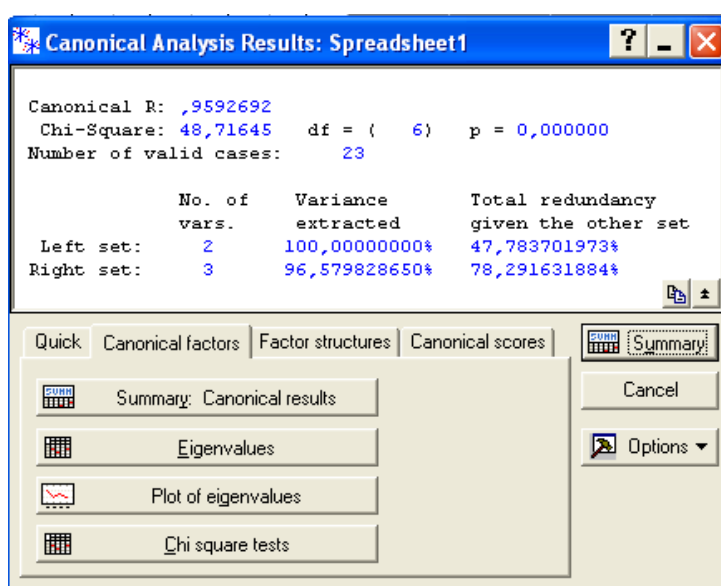 Canonical Analysis Results: Spreadsheet1
Canonical R: ,9592692
Chi-Square: 48,71645 df = ( 6) p = 0,000000
Number of valid cases: 23
No. of Variance Total redundancy
vars. extracted given the other set
Left set: 2 100,00000000% 47,783701973%
Right set: 3 96,579828650% 78,291631884%
Quick Canonical factors Factor structures Canonical scores
Summary
Summary: Canonical results
Cancel
Eigenvalues
Options
Plot of eigenvalues
Chi square tests